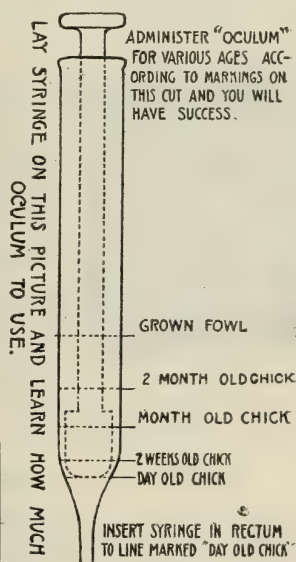 ADMINISTER "OCULUM"
FOR VARIOUS AGES ACC-
ORDING TO MARKINGS ON
THIS CUT AND YOU WILL
HAVE SUCCESS.
LAY SYRINGE ON THIS PICTURE AND LEARN HOW MUCH
OCULUM TO USE.
GROWN FOWL
2 MONTH OLD CHICK
MONTH OLD CHICK
2 WEEKS OLD CHICK
DAY OLD CHICK
INSERT SYRINGE IN RECTUM
TO LINE MARKED "DAY OLD CHICK"